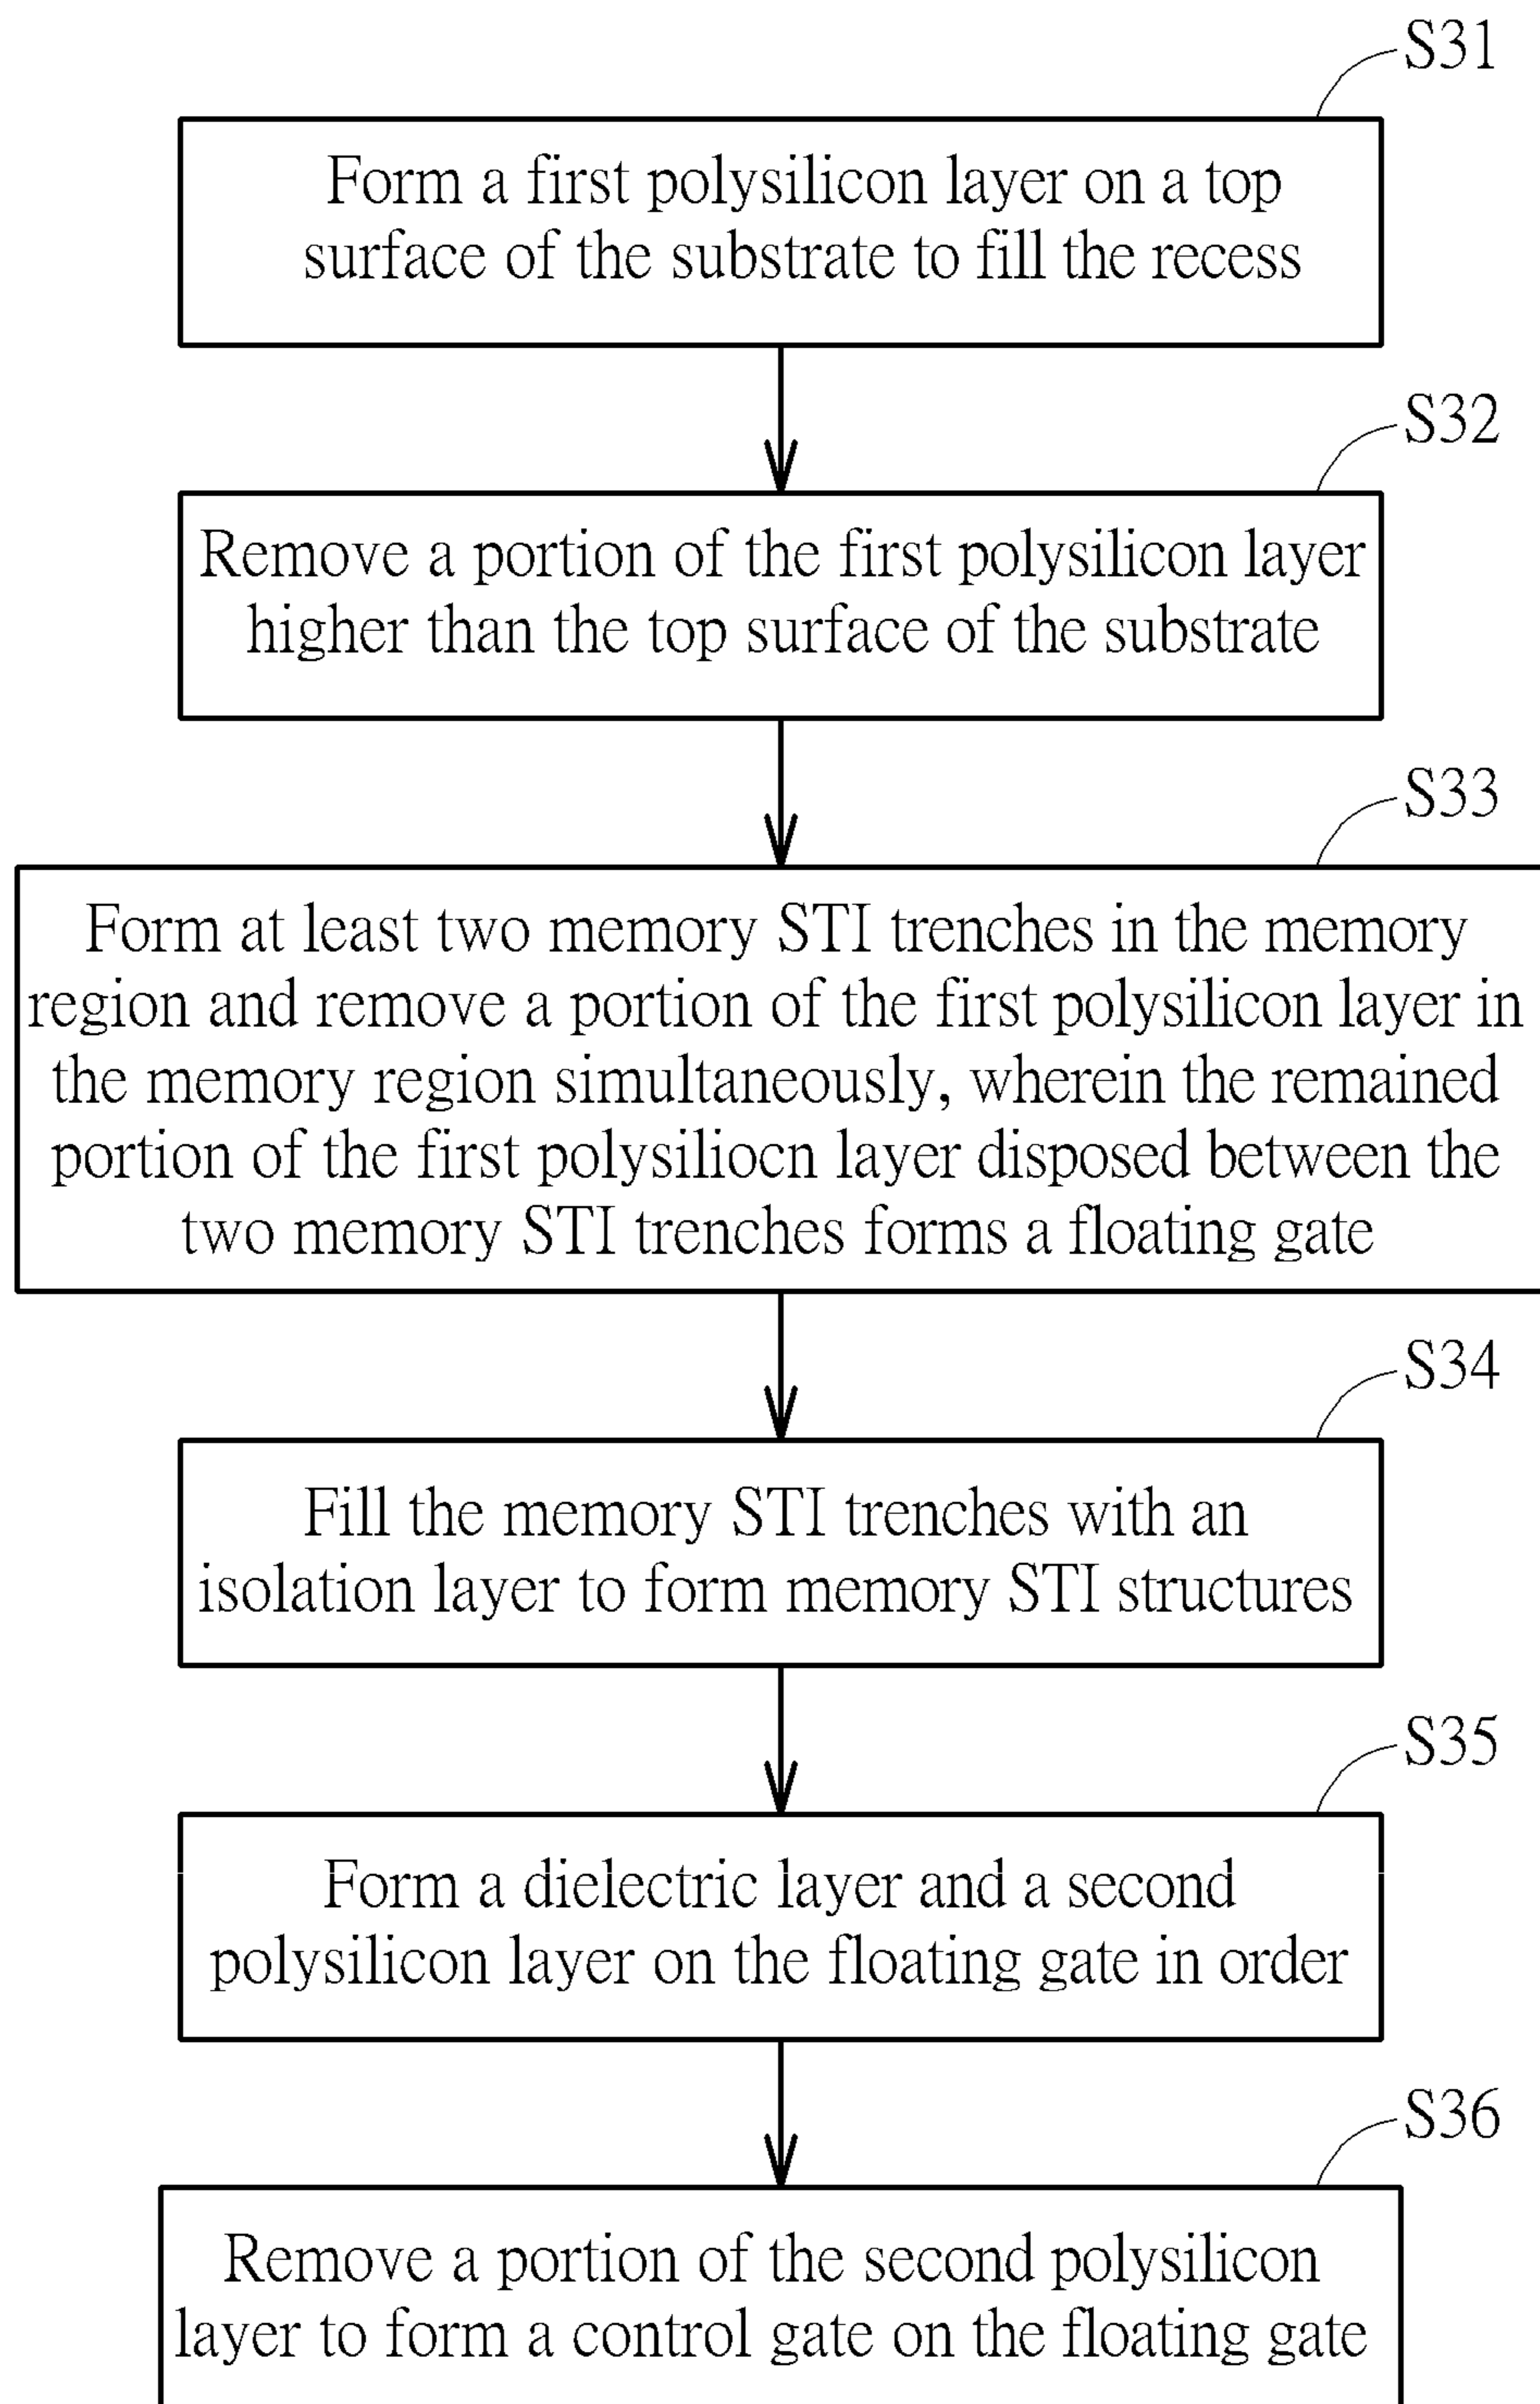 S31
Form a first polysilicon layer on a top
surface of the substrate to fill the recess
S32
Remove a portion of the first polysilicon layer
higher than the top surface of the substrate
S33
Form at least two memory STI trenches in the memory
region and remove a portion of the first polysilicon layer in
the memory region simultaneously, wherein the remained
portion of the first polysiliocn layer disposed between the
two memory STI trenches forms a floating gate
S34
Fill the memory STI trenches with an
isolation layer to form memory STI structures
S35
Form a dielectric layer and a second
polysilicon layer on the floating gate in order
S36
Remove a portion of the second polysilicon
layer to form a control gate on the floating gate